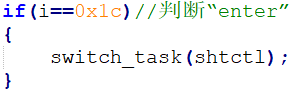 if(i==0x1c)//判断“enter”
{
    switch_task(shtctl);
}